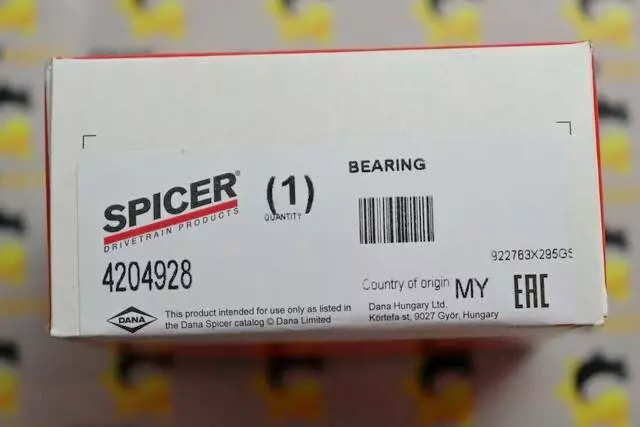 SPICER®
DRIVETRAIN PRODUCTS
(1)
QUANTITY
BEARING
4204928
922763X295GS
Country of origin MY
EAC
DANA
This product intended for use only as listed in
the Dana Spicer catalog © Dana Limited
Dana Hungary Ltd.
Körtefa st, 9027 Győr, Hungary